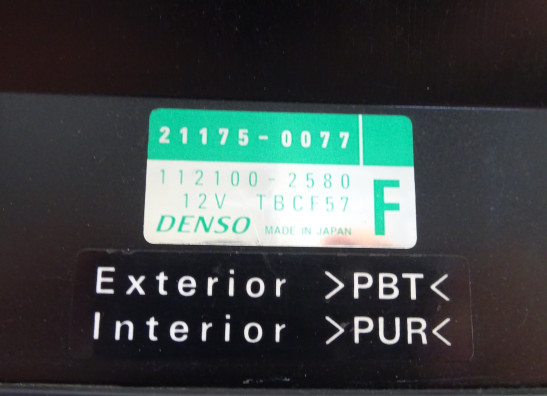 21175-0077
112100-2580
12V TBCF57
F
DENSO MADE IN JAPAN
Exterior >PBT<
Interior >PUR<